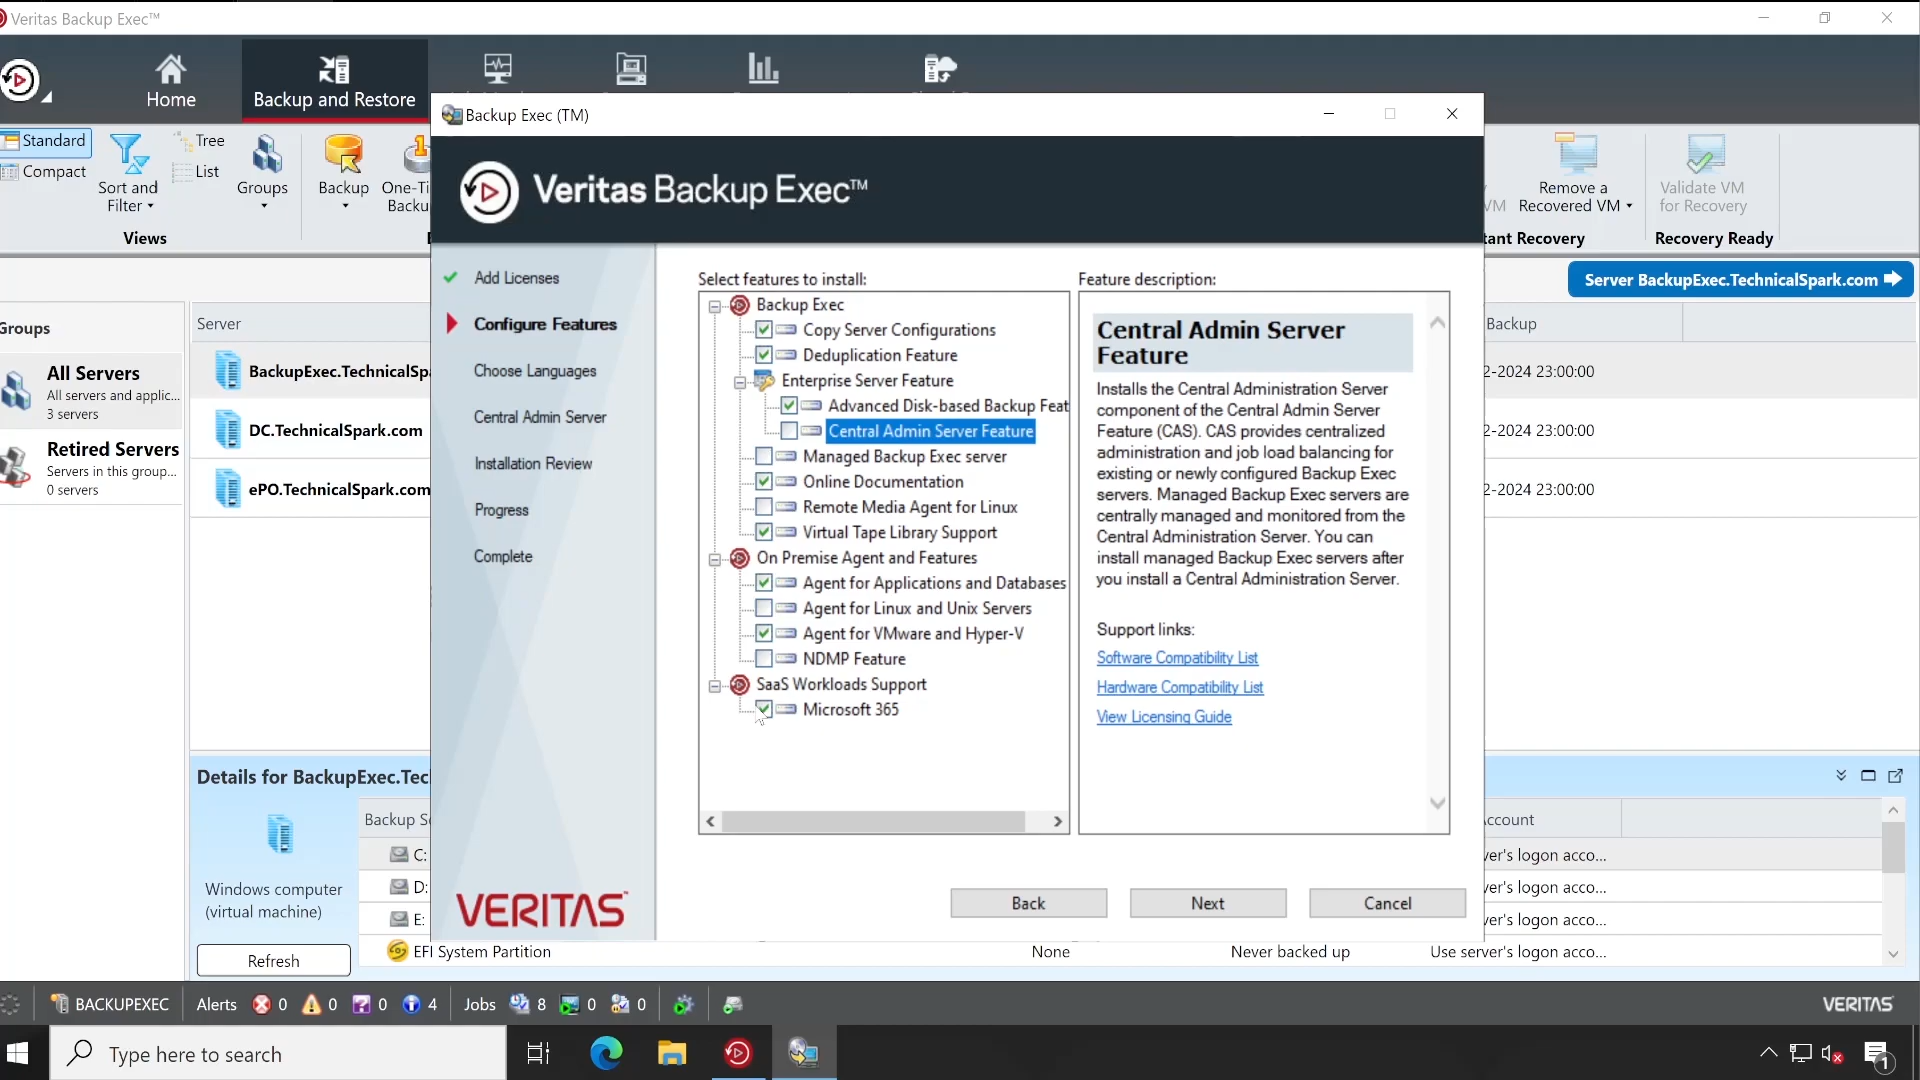 Veritas Backup Exec™
Home
Backup and Restore
Standard
Compact
Sort and
Filter
Tree
List
Groups
Backup
One-Ti
Backu
Views
VM
Remove a
Recovered VM
Validate VM
for Recovery
tant Recovery
Recovery Ready
Server BackupExec.TechnicalSpark.com
Groups
All Servers
All servers and applic...
3 servers
Retired Servers
Servers in this group...
0 servers
Server
BackupExec.TechnicalSp
DC.TechnicalSpark.com
ePO.TechnicalSpark.com
Backup
2-2024 23:00:00
2-2024 23:00:00
2-2024 23:00:00
Backup Exec (TM)
Veritas Backup Exec™
Add Licenses
Configure Features
Choose Languages
Central Admin Server
Installation Review
Progress
Complete
VERITAS™
Select features to install:
Backup Exec
Copy Server Configurations
Deduplication Feature
Enterprise Server Feature
Advanced Disk-based Backup Feat
Central Admin Server Feature
Managed Backup Exec server
Online Documentation
Remote Media Agent for Linux
Virtual Tape Library Support
On Premise Agent and Features
Agent for Applications and Databases
Agent for Linux and Unix Servers
Agent for VMware and Hyper-V
NDMP Feature
SaaS Workloads Support
Microsoft 365
Feature description:
Central Admin Server
Feature
Installs the Central Administration Server
component of the Central Admin Server
Feature (CAS). CAS provides centralized
administration and job load balancing for
existing or newly configured Backup Exec
servers. Managed Backup Exec servers are
centrally managed and monitored from the
Central Administration Server. You can
install managed Backup Exec servers after
you install a Central Administration Server.
Support links:
Software Compatibility List
Hardware Compatibility List
View Licensing Guide
Back
Next
Cancel
Details for BackupExec.Tec
Windows computer
(virtual machine)
Refresh
Backup S
Account
C:
ver's logon acco...
D:
ver's logon acco...
E:
ver's logon acco...
EFI System Partition
None
Never backed up
Use server's logon acco...
BACKUPEXEC
Alerts
0
0
0
4
Jobs
8
0
0
VERITAS
Type here to search
1